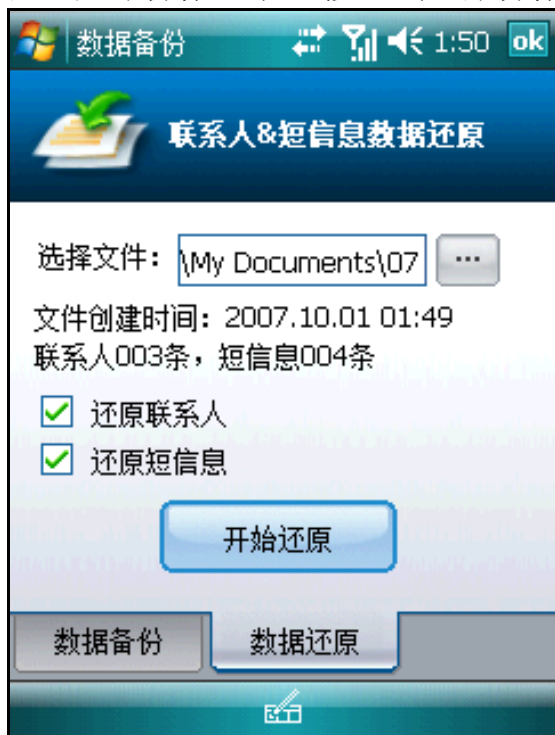 数据备份 1:50 ok
联系人&短信息数据还原
选择文件： \My Documents\07 ...
文件创建时间：2007.10.01 01:49
联系人003条，短信息004条
还原联系人
还原短信息
开始还原
数据备份 数据还原